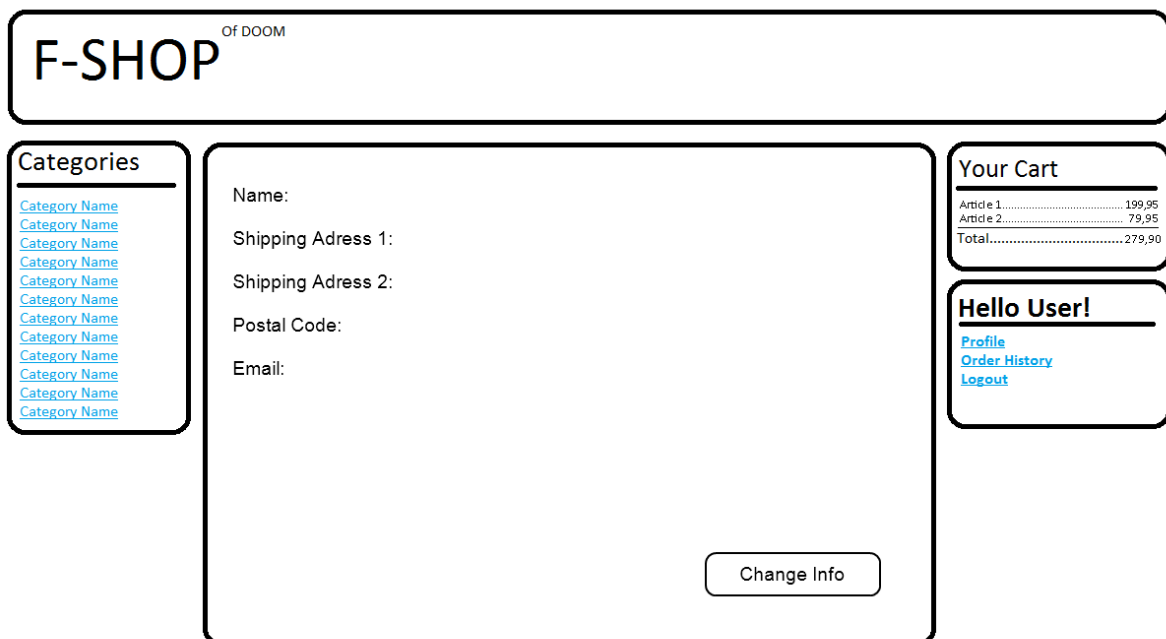 F-SHOP Of DOOM
Categories
Category Name
Category Name
Category Name
Category Name
Category Name
Category Name
Category Name
Category Name
Category Name
Category Name
Category Name
Category Name
Name:
Shipping Adress 1:
Shipping Adress 2:
Postal Code:
Email:
Change Info
Your Cart
Article 1........................................ 199,95
Article 2........................................ 79,95
Total..................................279,90
Hello User!
Profile
Order History
Logout